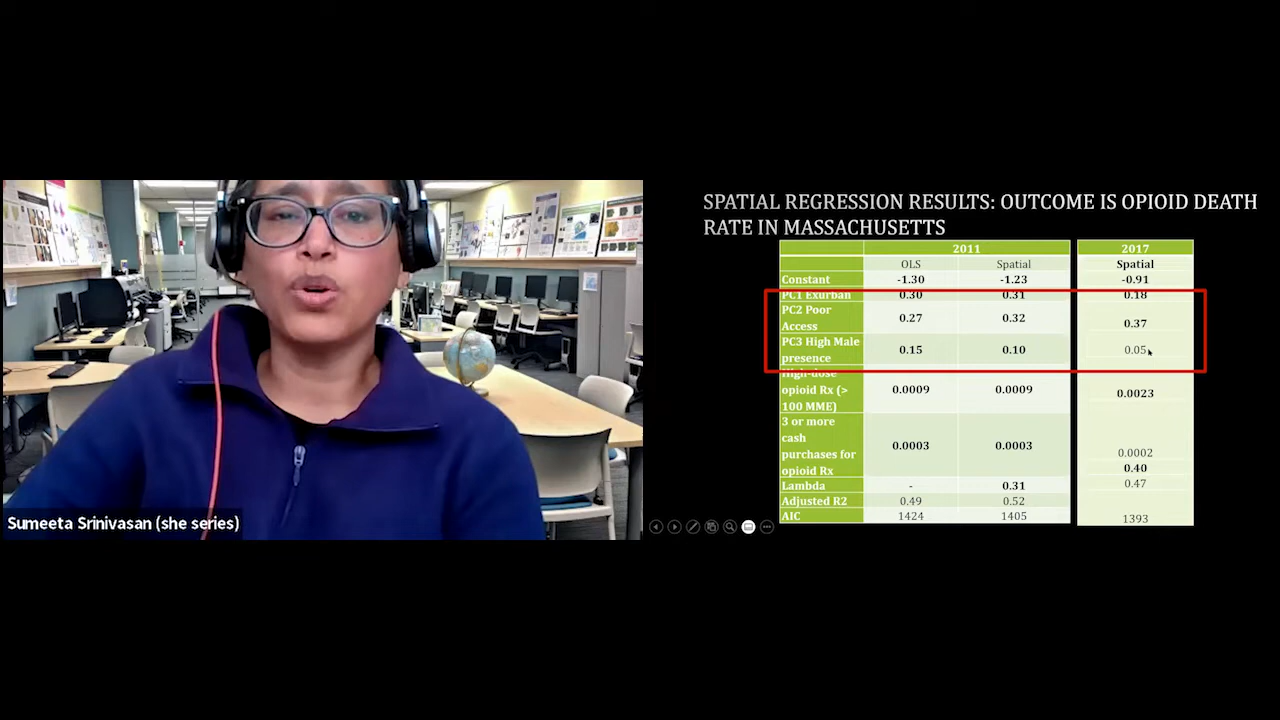 Sumeeta Srinivasan (she series)
SPATIAL REGRESSION RESULTS: OUTCOME IS OPIOID DEATH
RATE IN MASSACHUSETTS
2011 2017
OLS Spatial Spatial
Constant -1.30 -1.23 -0.91
PC1 Exurban 0.30 0.31 0.18
PC2 Poor
Access 0.27 0.32 0.37
PC3 High Male
presence 0.15 0.10 0.05
High-dose
opioid Rx (>
100 MME) 0.0009 0.0009 0.0023
3 or more
cash
purchases for
opioid Rx 0.0003 0.0003 0.0002
0.40
Lambda - 0.31 0.47
Adjusted R2 0.49 0.52
AIC 1424 1405 1393